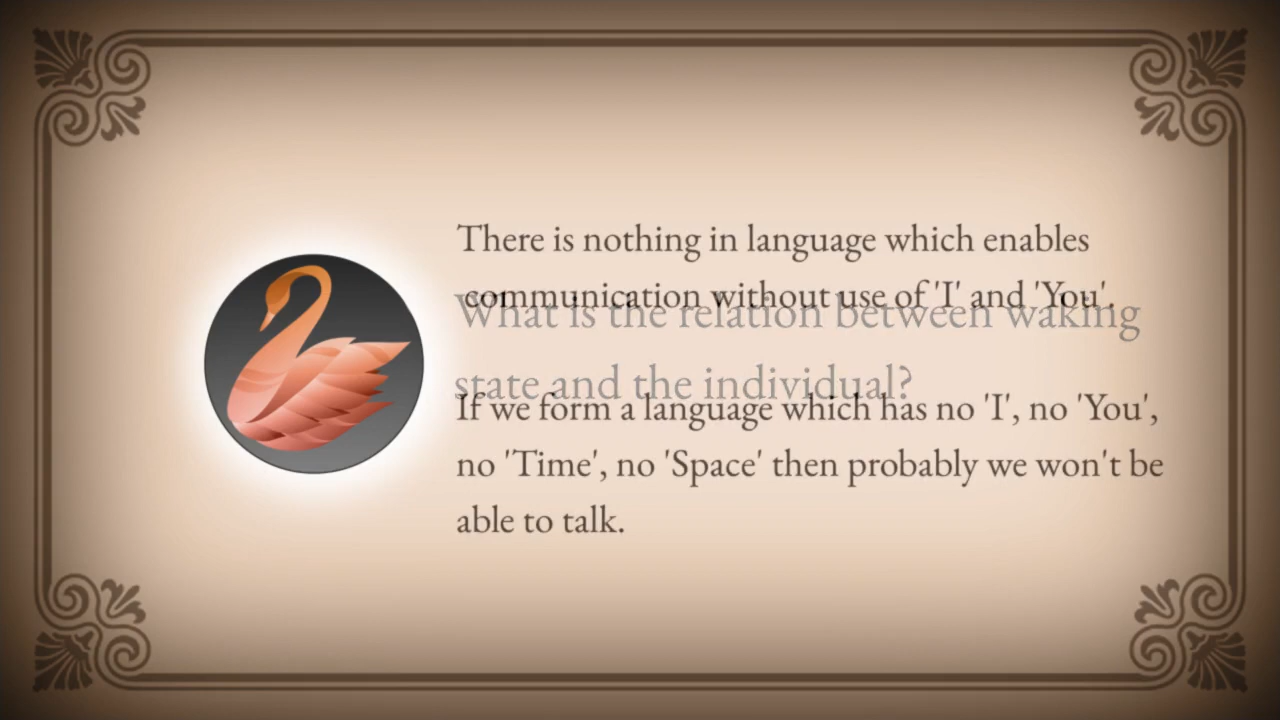 There is nothing in language which enables
communication without use of 'I' and 'You'.
What is the relation between waking
state and the individual?
If we form a language which has no 'I', no 'You',
no 'Time', no 'Space' then probably we won't be
able to talk.